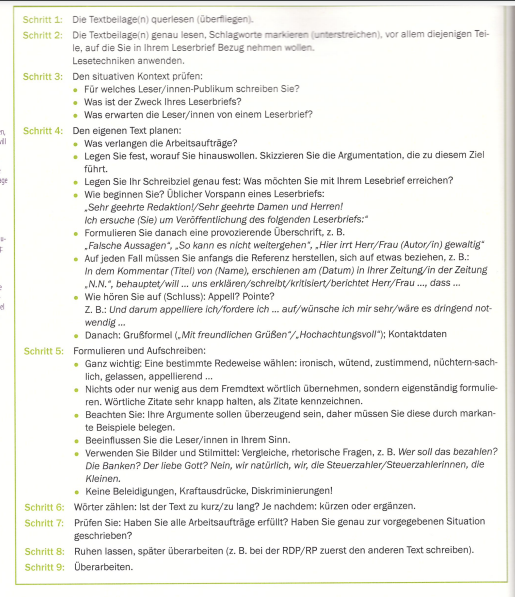 Schritt 1: Die Textbeilage(n) querlesen (überfliegen).
Schritt 2: Die Textbeilage(n) genau lesen, Schlagworte markieren (unterstreichen), vor allem diejenigen Tei-
le, auf die Sie in Ihrem Leserbrief Bezug nehmen wollen.
Lesetechniken anwenden.
Schritt 3: Den situativen Kontext prüfen:
• Für welches Leser/innen-Publikum schreiben Sie?
• Was ist der Zweck Ihres Leserbriefs?
• Was erwarten die Leser/innen von einem Leserbrief?
Schritt 4: Den eigenen Text planen:
• Was verlangen die Arbeitsaufträge?
• Legen Sie fest, worauf Sie hinauswollen. Skizzieren Sie die Argumentation, die zu diesem Ziel
führt.
• Legen Sie Ihr Schreibziel genau fest: Was möchten Sie mit Ihrem Lesebrief erreichen?
• Wie beginnen Sie? Üblicher Vorspann eines Leserbriefs:
„Sehr geehrte Redaktion!/Sehr geehrte Damen und Herren!
Ich ersuche (Sie) um Veröffentlichung des folgenden Leserbriefs:“
• Formulieren Sie danach eine provozierende Überschrift, z. B.
„Falsche Aussagen“, „So kann es nicht weitergehen“, „Hier irrt Herr/Frau (Autor/in) gewaltig“
• Auf jeden Fall müssen Sie anfangs die Referenz herstellen, sich auf etwas beziehen, z. B.:
In dem Kommentar (Titel) von (Name), erschienen am (Datum) in Ihrer Zeitung/in der Zeitung
„N.N.“, behauptet/will ... uns erklären/schreibt/kritisiert/berichtet Herr/Frau ..., dass ...
• Wie hören Sie auf (Schluss): Appell? Pointe?
Z. B.: Und darum appelliere ich/fordere ich ... auf/wünsche ich mir sehr/wäre es dringend not-
wendig ...
• Danach: Grußformel („Mit freundlichen Grüßen“/„Hochachtungsvoll“); Kontaktdaten
Schritt 5: Formulieren und Aufschreiben:
• Ganz wichtig: Eine bestimmte Redeweise wählen: ironisch, wütend, zustimmend, nüchtern-sach-
lich, gelassen, appellierend ...
• Nichts oder nur wenig aus dem Fremdtext wörtlich übernehmen, sondern eigenständig formulie-
ren. Wörtliche Zitate sehr knapp halten, als Zitate kennzeichnen.
• Beachten Sie: Ihre Argumente sollen überzeugend sein, daher müssen Sie diese durch markan-
te Beispiele belegen.
• Beeinflussen Sie die Leser/innen in Ihrem Sinn.
• Verwenden Sie Bilder und Stilmittel: Vergleiche, rhetorische Fragen, z. B. Wer soll das bezahlen?
Die Banken? Der liebe Gott? Nein, wir natürlich, wir, die Steuerzahler/Steuerzahlerinnen, die
Kleinen.
• Keine Beleidigungen, Kraftausdrücke, Diskriminierungen!
Schritt 6: Wörter zählen: Ist der Text zu kurz/zu lang? Je nachdem: kürzen oder ergänzen.
Schritt 7: Prüfen Sie: Haben Sie alle Arbeitsaufträge erfüllt? Haben Sie genau zur vorgegebenen Situation
geschrieben?
Schritt 8: Ruhen lassen, später überarbeiten (z. B. bei der RDP/RP zuerst den anderen Text schreiben).
Schritt 9: Überarbeiten.